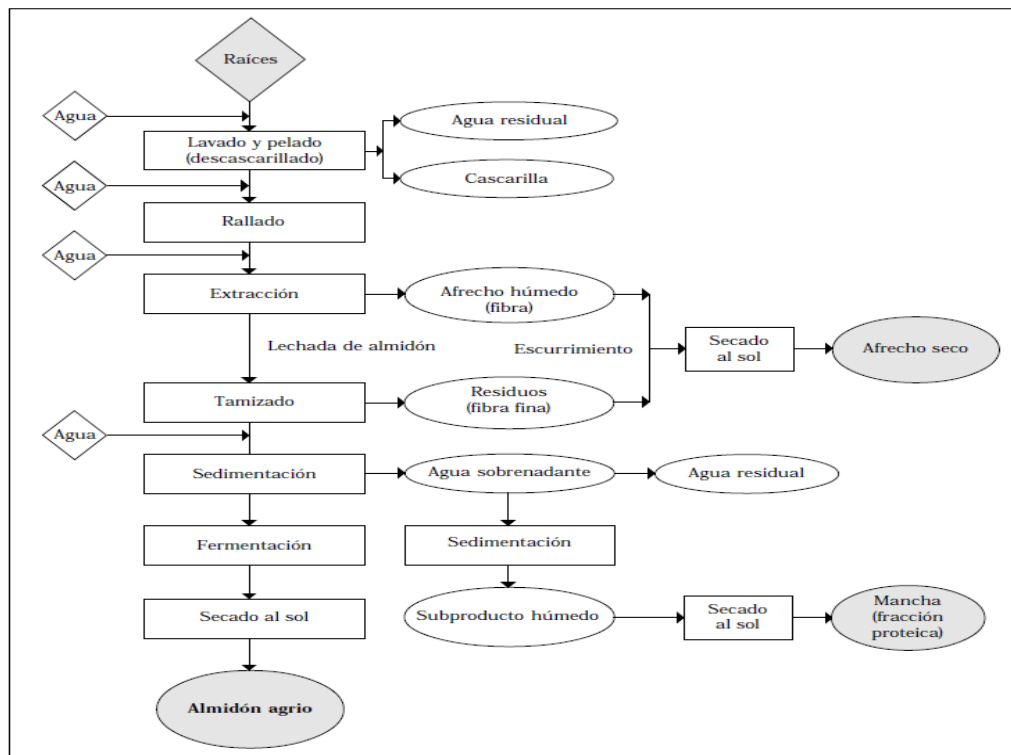 Raíces
Agua
Lavado y pelado
(descascarillado)
Agua residual
Cascarilla
Agua
Rallado
Agua
Extracción
Afrecho húmedo
(fibra)
Lechada de almidón
Escurrimiento
Secado
al sol
Afrecho seco
Tamizado
Residuos
(fibra fina)
Agua
Sedimentación
Agua sobrenadante
Agua residual
Fermentación
Sedimentación
Secado al sol
Subproducto húmedo
Secado
al sol
Mancha
(fracción
proteica)
Almidón agrio